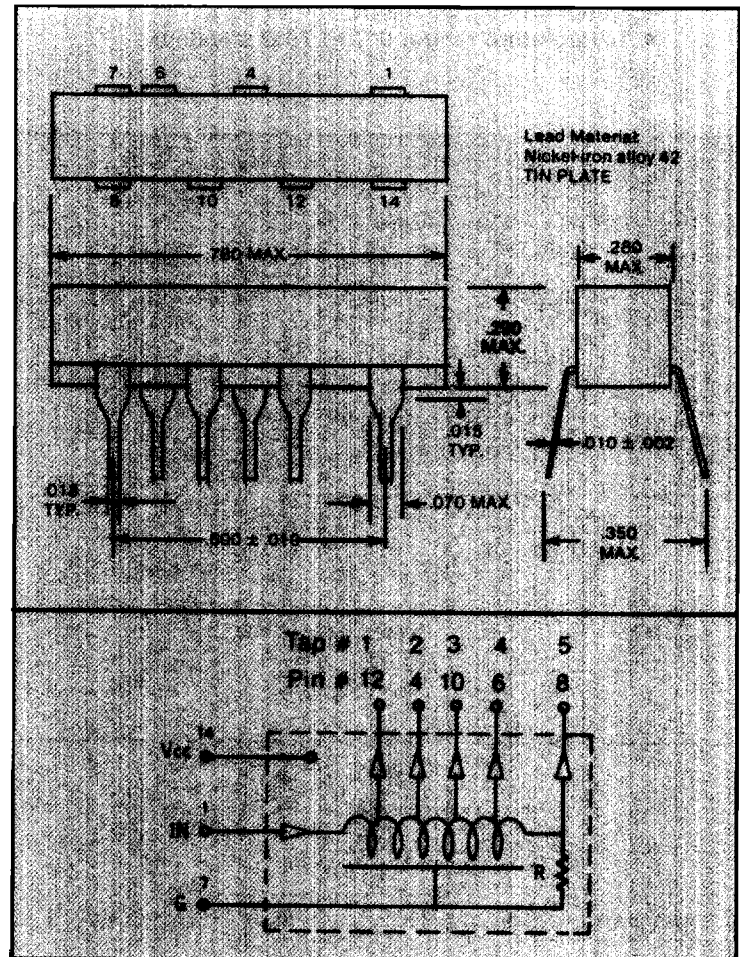 7 6 4 1
Lead Material
Nickel-iron alloy 42
TIN PLATE
8 10 12 14
.780 MAX.
.280
MAX.
MAX.
.015
TYP.
.010 ± .002
.018
TYP.
.070 MAX
.600 ± .010
.350
MAX.
Tap # 1 2 3 4 5
Pin # 12 4 10 6 8
14
Vcc
1
IN
R
7
G